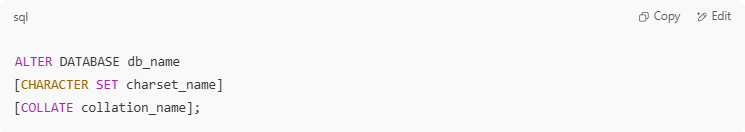 sql
Copy
Edit
ALTER DATABASE db_name
[CHARACTER SET charset_name]
[COLLATE collation_name];